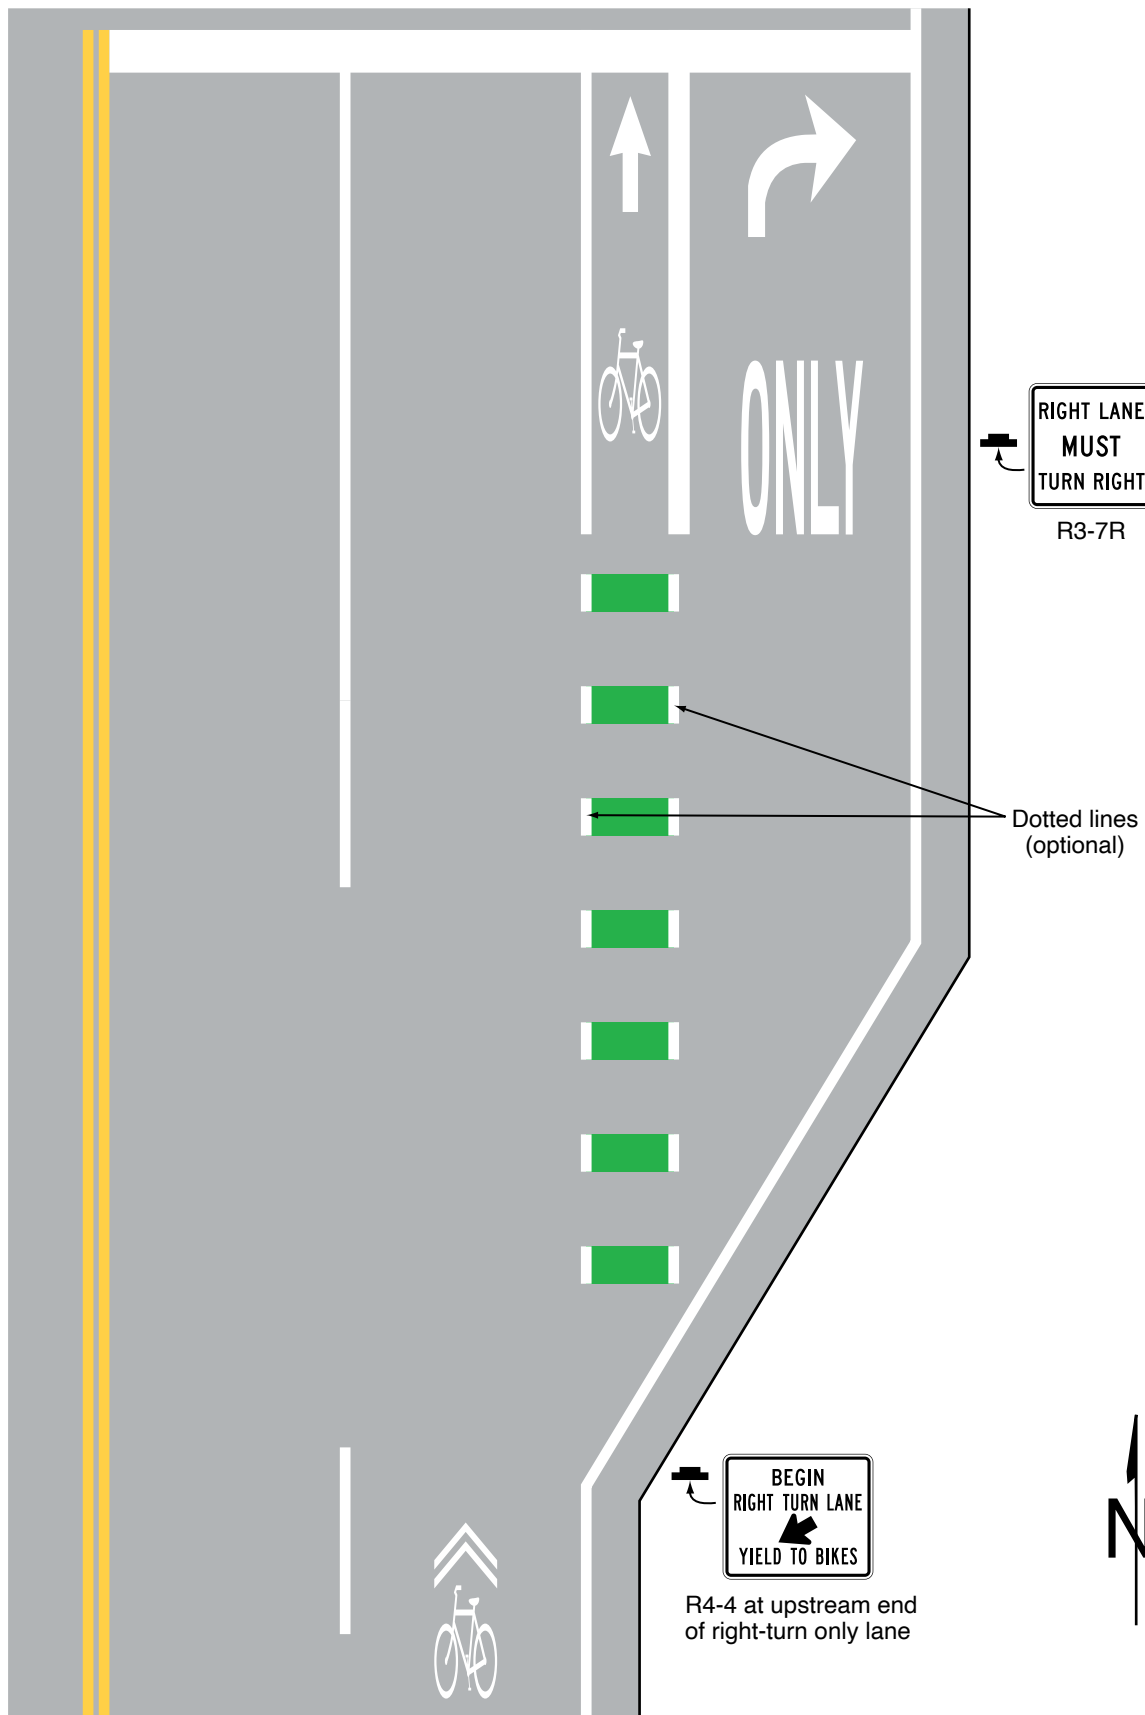 ONLY
RIGHT LANE
MUST
TURN RIGHT
R3-7R
Dotted lines
(optional)
BEGIN
RIGHT TURN LANE
YIELD TO BIKES
R4-4 at upstream end
of right-turn only lane
N